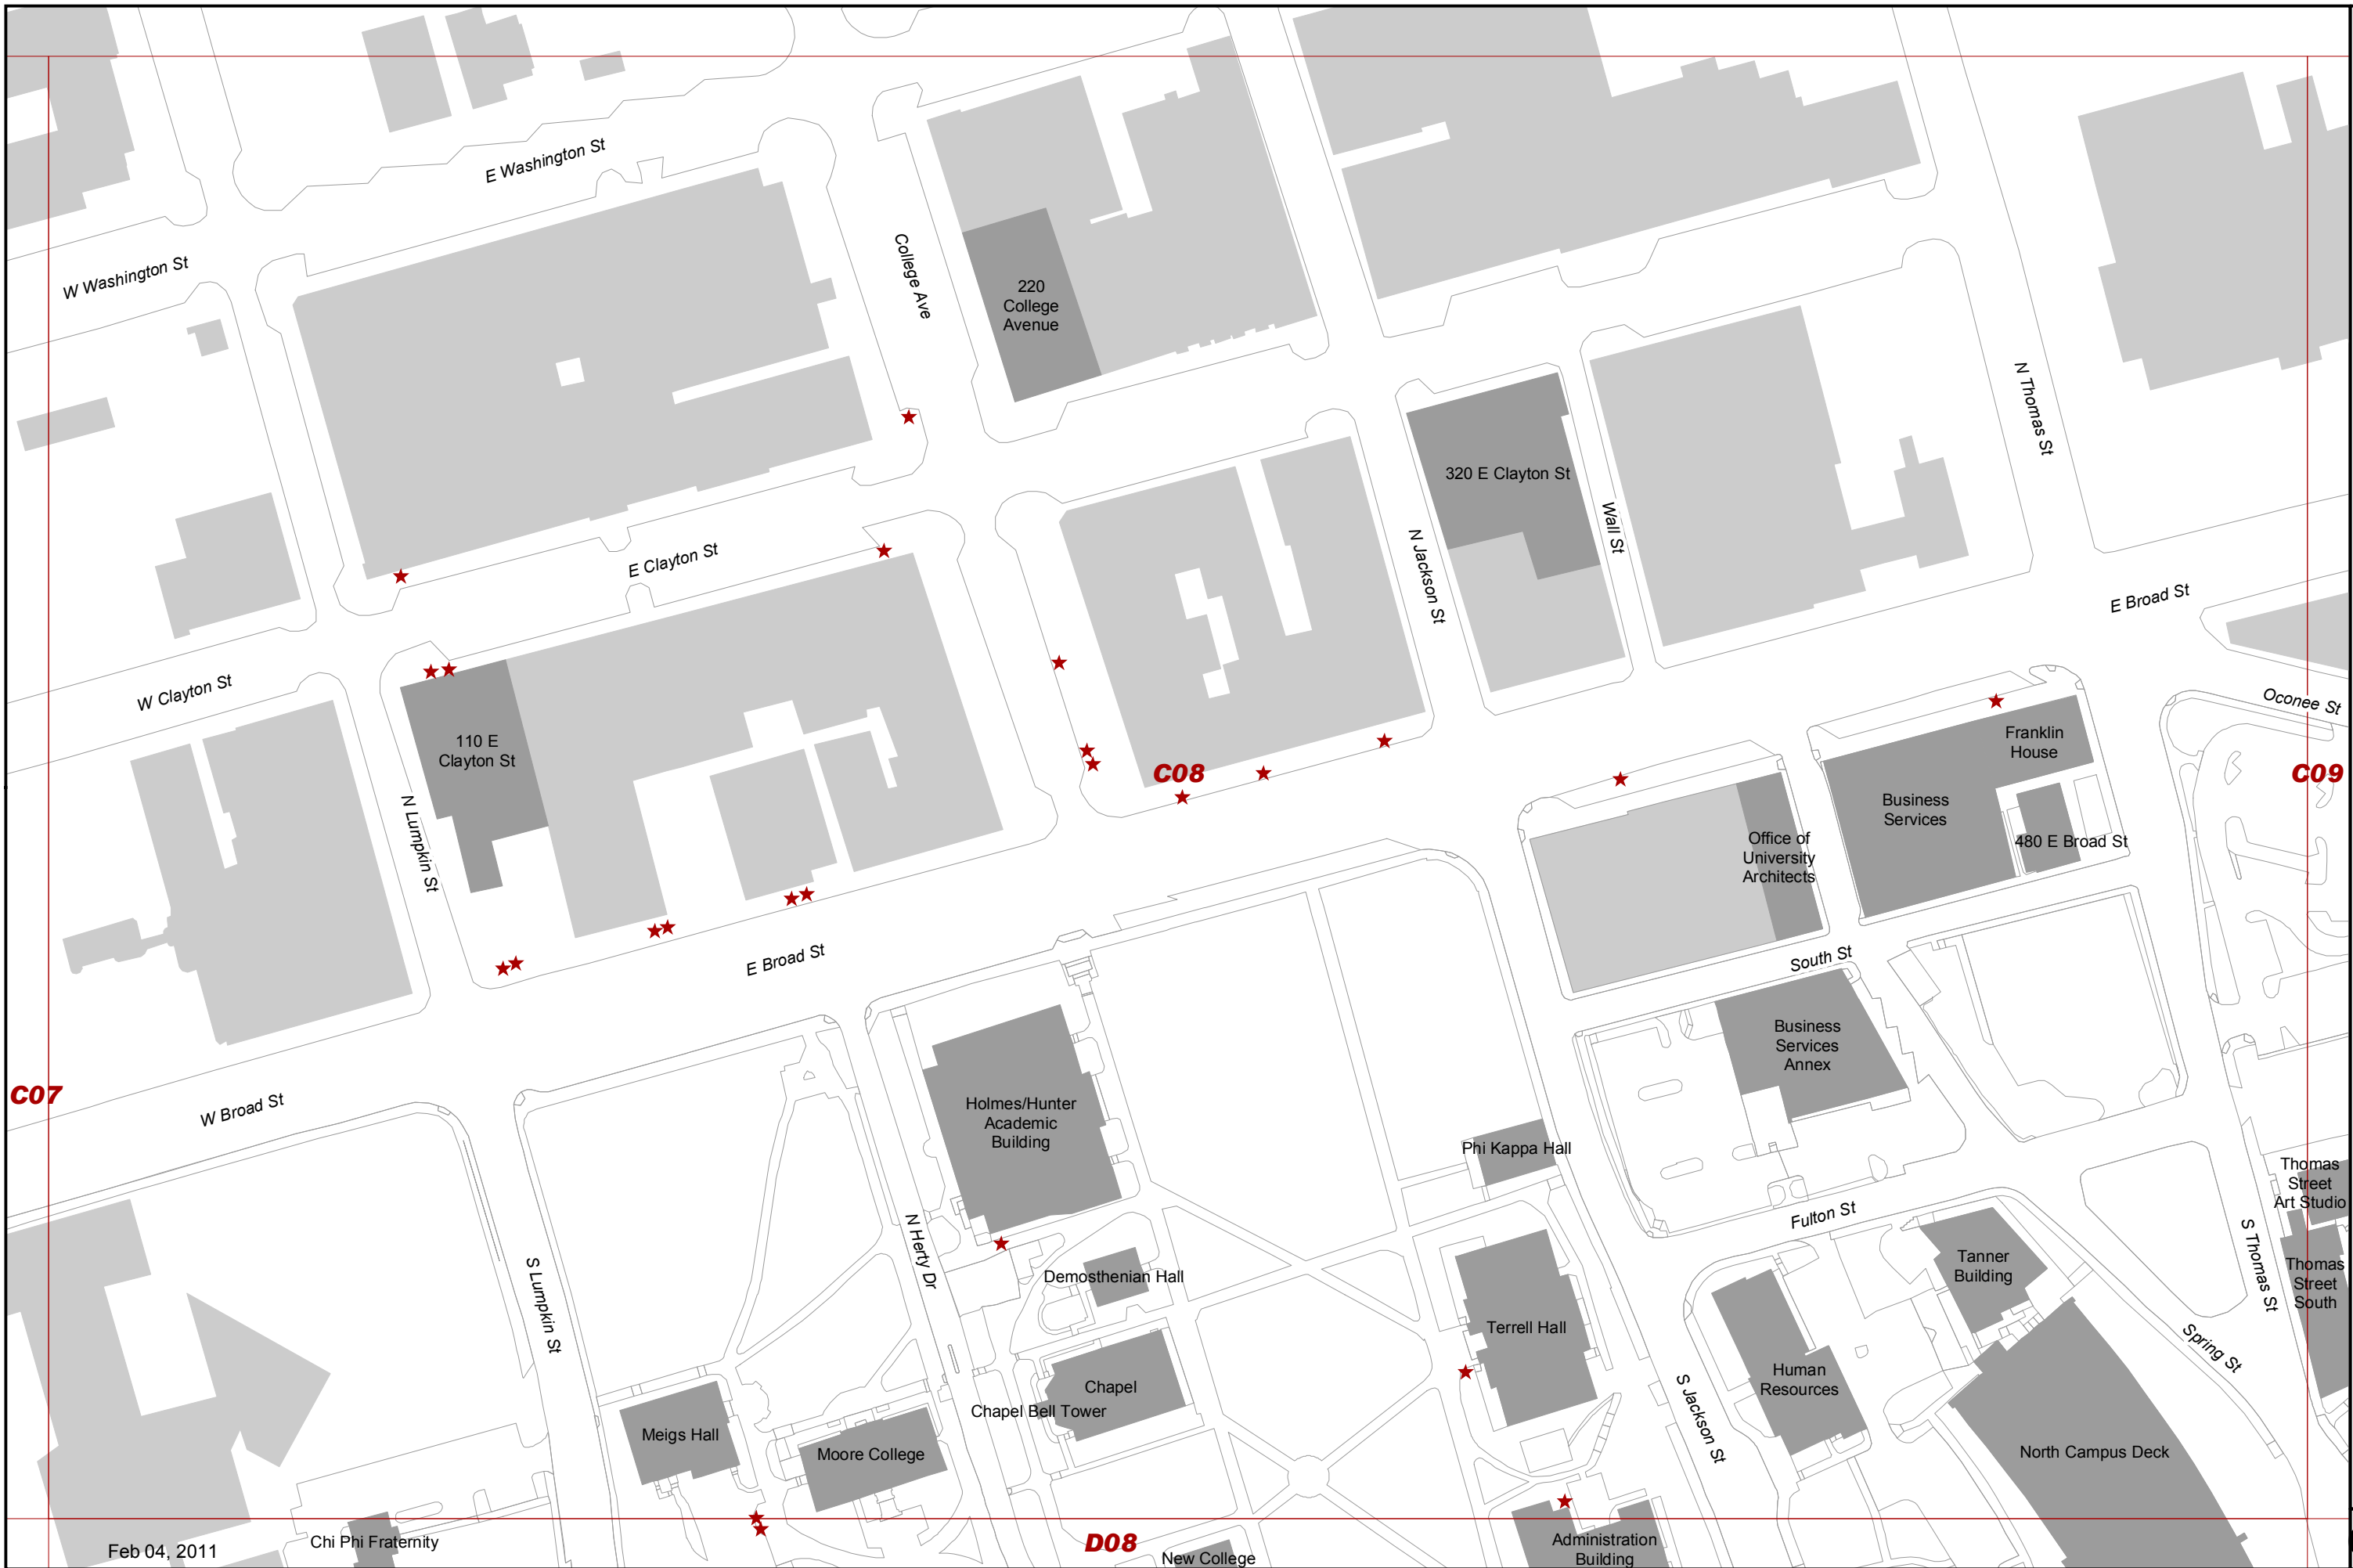 E Washington St
W Washington St
College Ave
220
College
Avenue
N Thomas St
320 E Clayton St
Wall St
N Jackson St
E Clayton St
E Broad St
W Clayton St
Oconee St
110 E
Clayton St
Franklin
House
C08
C09
Business
Services
N Lumpkin St
480 E Broad St
Office of
University
Architects
E Broad St
South St
Business
Services
Annex
C07
W Broad St
Holmes/Hunter
Academic
Building
Phi Kappa Hall
Thomas
Street
Art Studio
Fulton St
N Herty Dr
S Lumpkin St
Demosthenian Hall
Tanner
Building
S Thomas St
Thomas
Street
South
Terrell Hall
Spring St
Human
Resources
Chapel
Chapel Bell Tower
S Jackson St
Meigs Hall
Moore College
North Campus Deck
Chi Phi Fraternity
D08
Administration
Building
Feb 04, 2011
New College